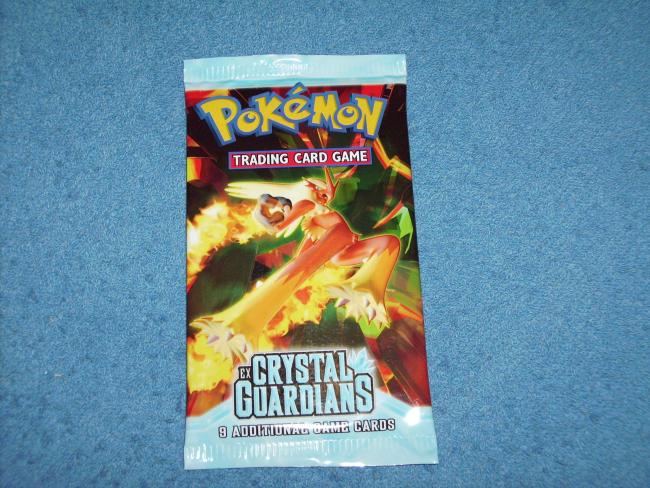 POKéMON
TRADING CARD GAME
EX CRYSTAL
GUARDIANS
9 ADDITIONAL GAME CARDS